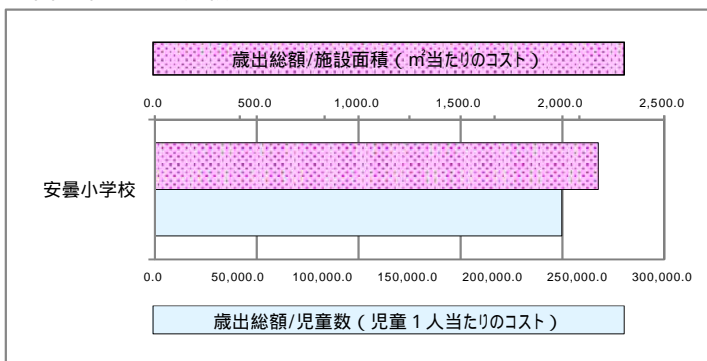 歳出総額/施設面積（㎡当たりのコスト）
0.0 500.0 1,000.0 1,500.0 2,000.0 2,500.0
安曇小学校
0.0 50,000.0 100,000.0 150,000.0 200,000.0 250,000.0 300,000.0
歳出総額/児童数（児童１人当たりのコスト）